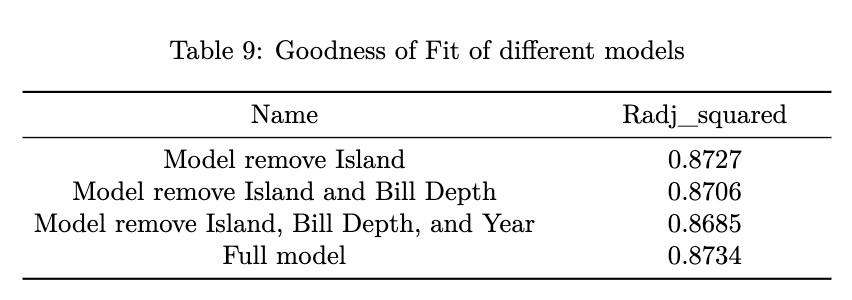 Table 9: Goodness of Fit of different models
Name Radj_squared
Model remove Island 0.8727
Model remove Island and Bill Depth 0.8706
Model remove Island, Bill Depth, and Year 0.8685
Full model 0.8734